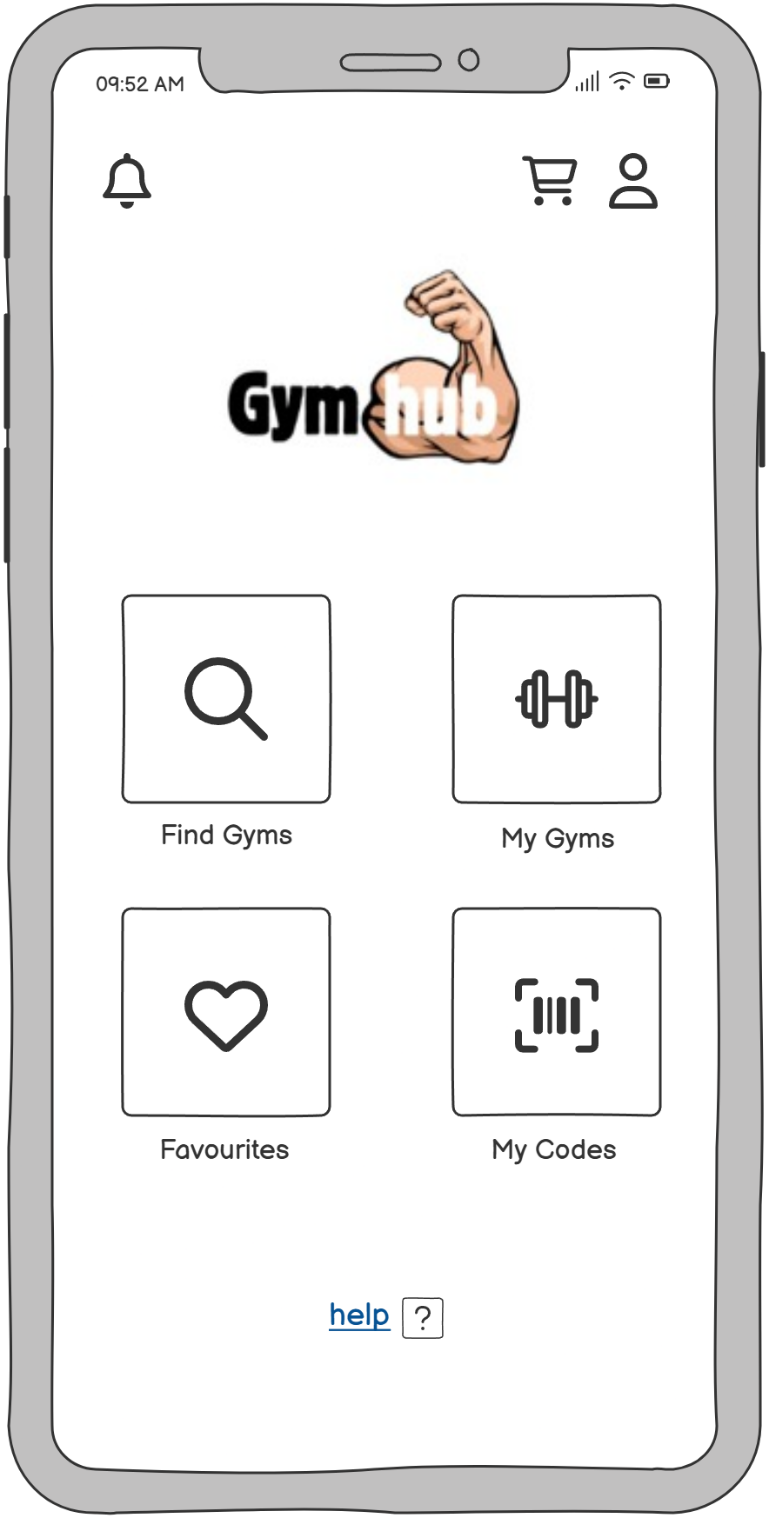 09:52 AM
Gym hub
Find Gyms
My Gyms
Favourites
My Codes
help ?